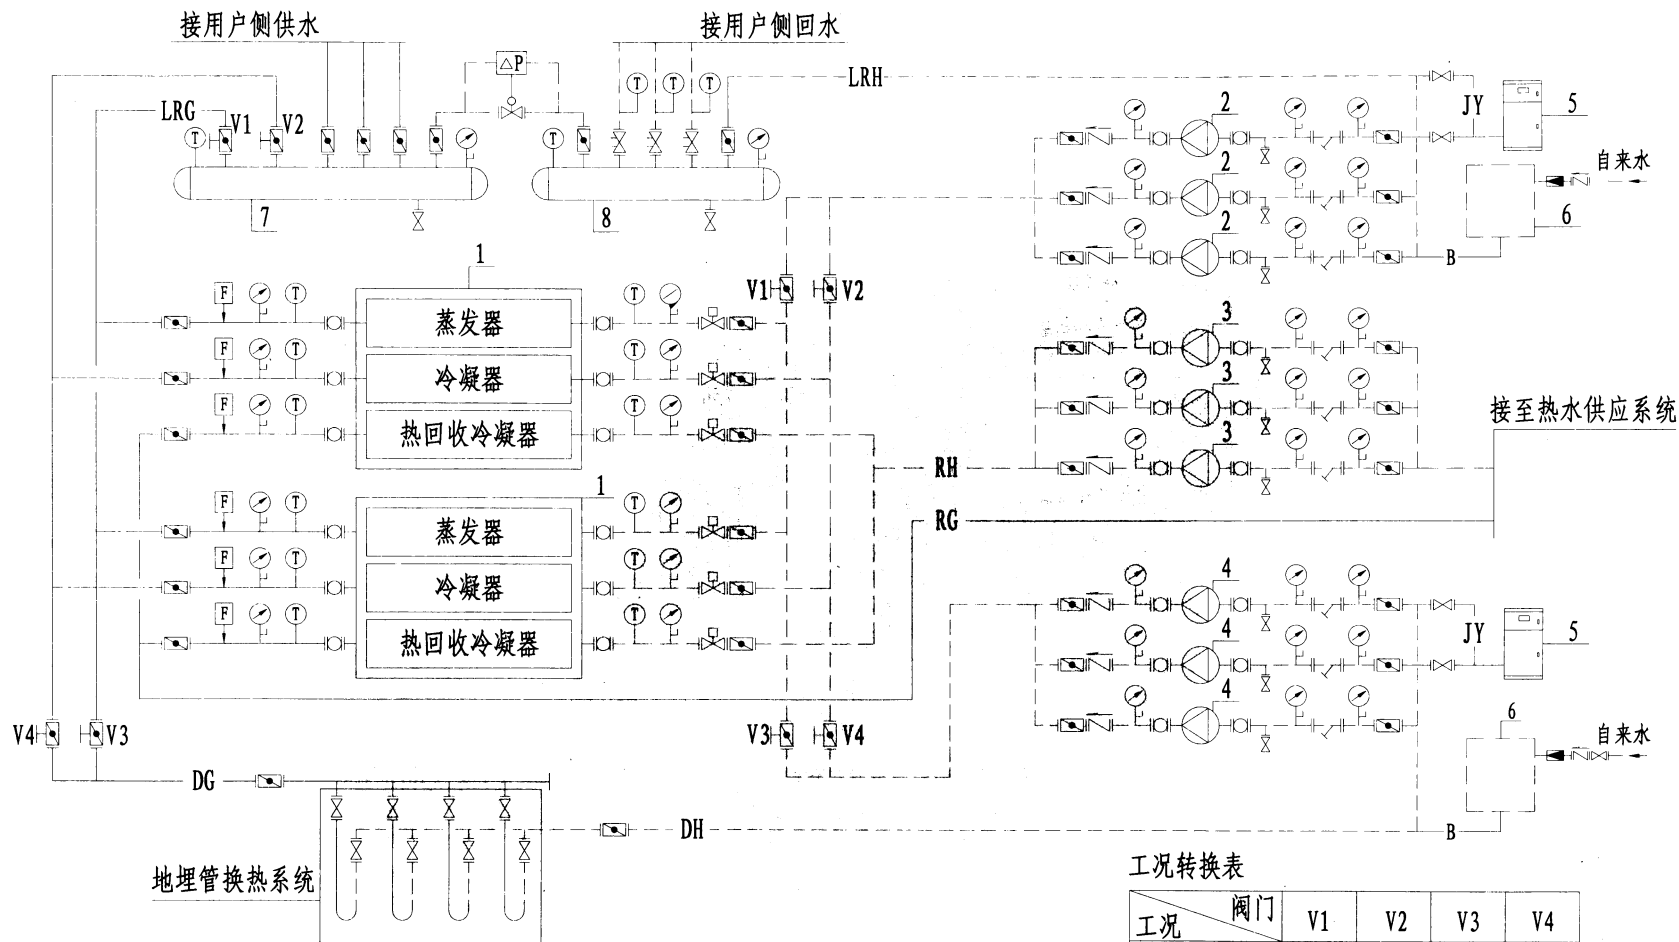 接用户侧供水
接用户侧回水
△P
LRG
V1
V2
T
T
T
T
T
LRH
2
JY
5
自来水
7
8
2
6
2
B
1
V1
V2
F
T
蒸发器
T
F
T
冷凝器
T
F
T
热回收冷凝器
T
3
3
3
接至热水供应系统
RH
RG
1
F
T
蒸发器
T
F
T
冷凝器
T
F
T
热回收冷凝器
T
4
4
4
JY
5
6
自来水
B
V4
V3
V3
V4
DG
DH
地埋管换热系统
工况转换表
阀门
工况
V1
V2
V3
V4